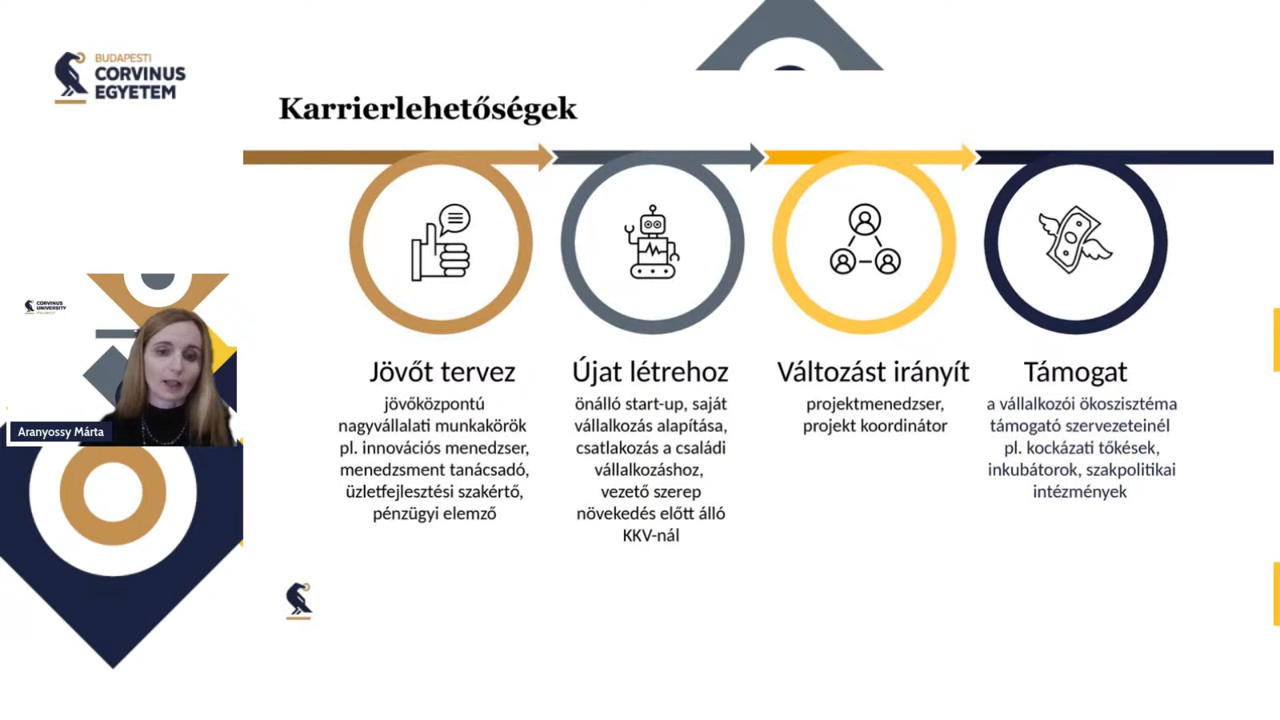 BUDAPESTI
CORVINUS
EGYETEM
Karrierlehetőségek
Jövőt tervez
jövőközpontú
nagyvállalati munkakörök
pl. innovációs menedzser,
menedzsment tanácsadó,
üzletfejlesztési szakértő,
pénzügyi elemző
Újat létrehoz
önálló start-up, saját
vállalkozás alapítása,
csatlakozás a családi
vállalkozáshoz,
vezető szerep
növekedés előtt álló
KKV-nál
Változást irányít
projektmenedzser,
projekt koordinátor
Támogat
a vállalkozói ökoszisztéma
támogató szervezeteinél
pl. kockázati tőkések,
inkubátorok, szakpolitikai
intézmények
CORVINUS
UNIVERSITY
Aranyossy Márta